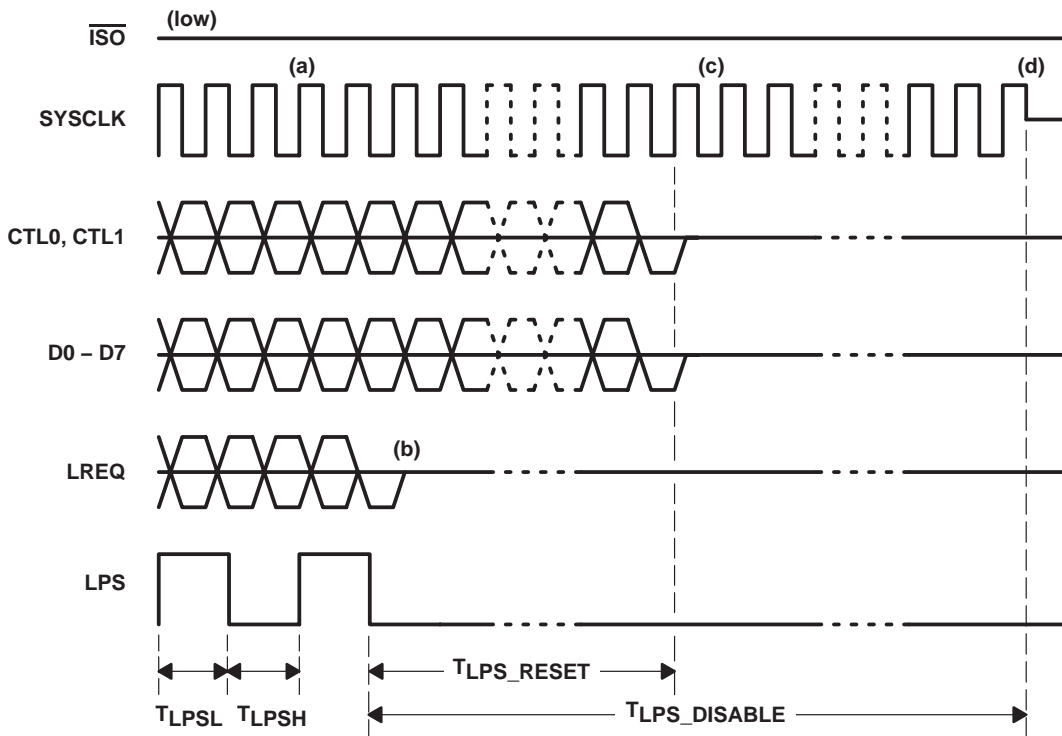 (low)
ISO
(a)
(c)
(d)
SYSCLK
CTL0, CTL1
D0 – D7
(b)
LREQ
LPS
TLPS_RESET
TLPSL
TLPSH
TLPS_DISABLE